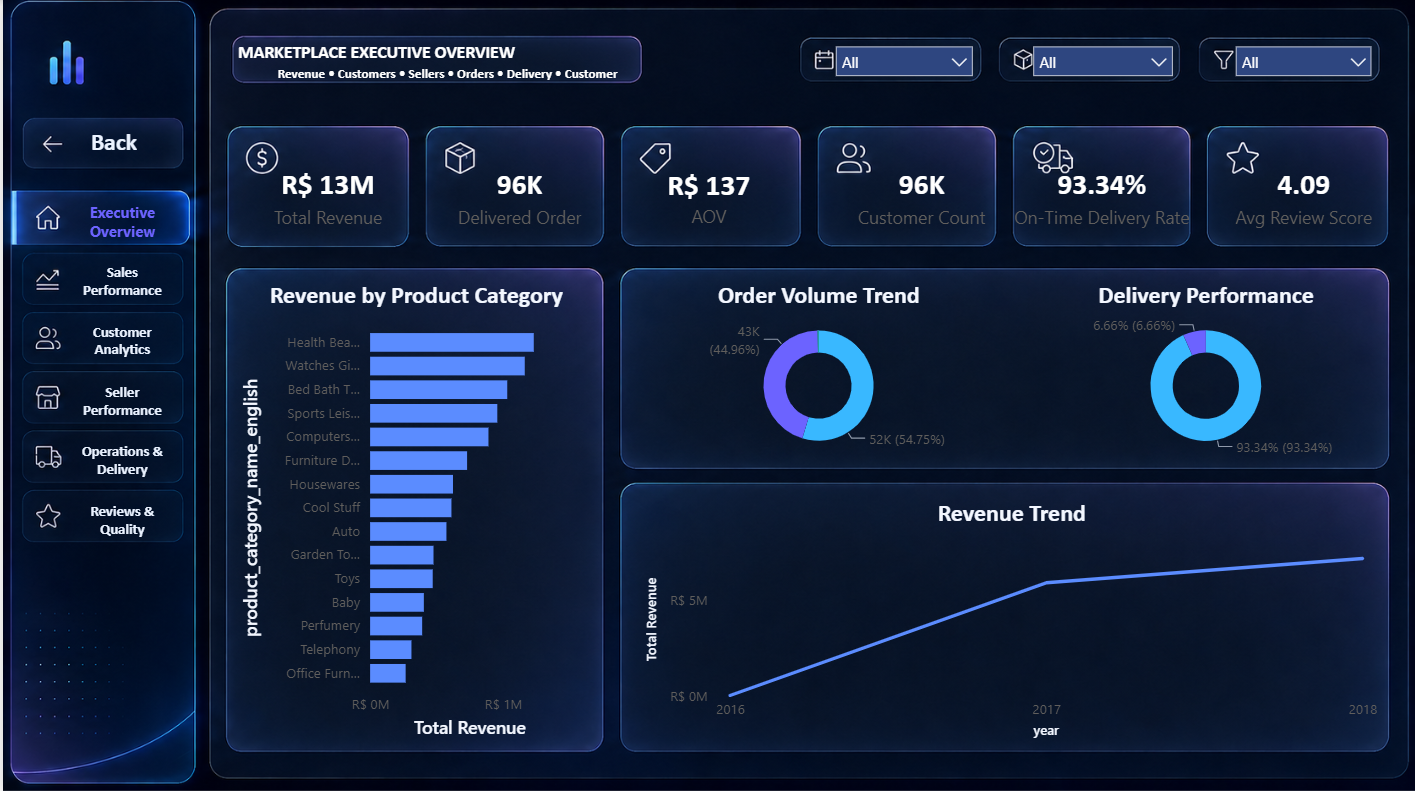 MARKETPLACE EXECUTIVE OVERVIEW
Revenue • Customers • Sellers • Orders • Delivery • Customer
All
All
All
Back
Executive
Overview
Sales
Performance
Customer
Analytics
Seller
Performance
Operations &
Delivery
Reviews &
Quality
R$ 13M
Total Revenue
96K
Delivered Order
R$ 137
AOV
96K
Customer Count
93.34%
On-Time Delivery Rate
4.09
Avg Review Score
Revenue by Product Category
product_category_name_english
Health Bea...
Watches Gi...
Bed Bath T...
Sports Leis...
Computers...
Furniture D...
Housewares
Cool Stuff
Auto
Garden To...
Toys
Baby
Perfumery
Telephony
Office Furn...
R$ 0M
R$ 1M
Total Revenue
Order Volume Trend
43K
(44.96%)
52K (54.75%)
Delivery Performance
6.66% (6.66%)
93.34% (93.34%)
Revenue Trend
Total Revenue
R$ 5M
R$ 0M
2016
2017
2018
year